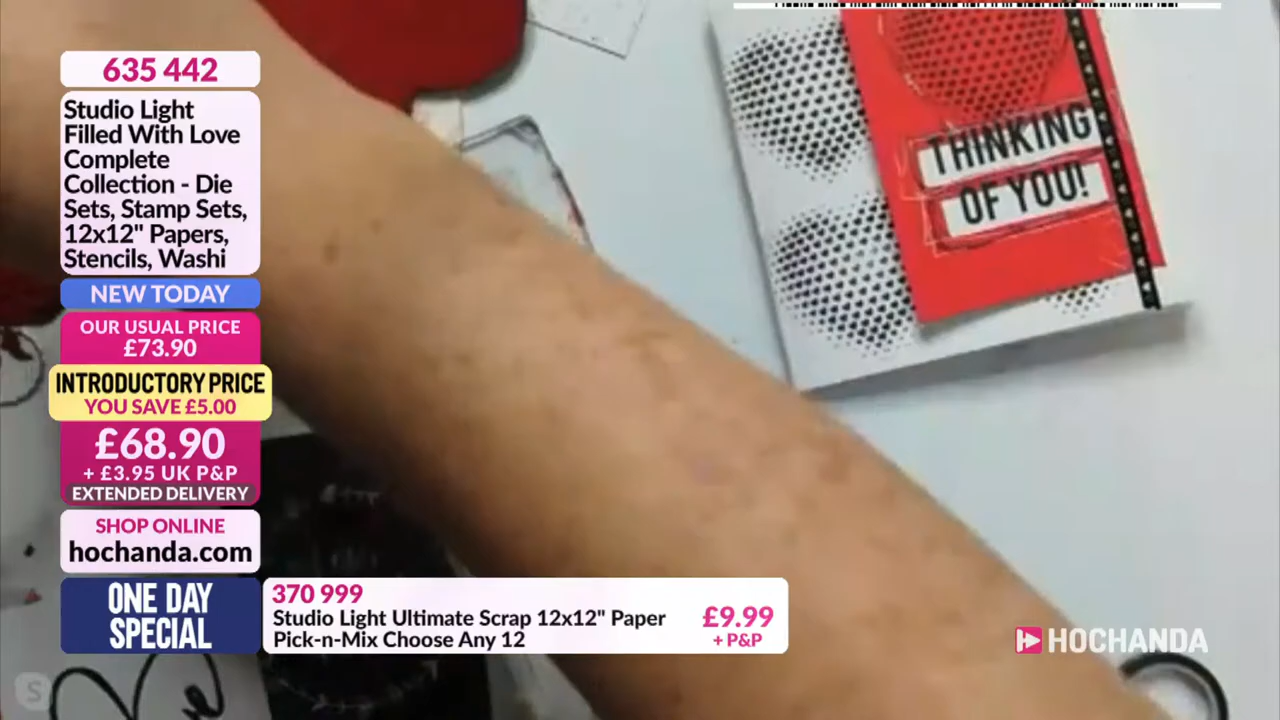 635 442
Studio Light
Filled With Love
Complete
Collection - Die
Sets, Stamp Sets,
12x12" Papers,
Stencils, Washi
NEW TODAY
OUR USUAL PRICE
£73.90
INTRODUCTORY PRICE
YOU SAVE £5.00
£68.90
+ £3.95 UK P&P
EXTENDED DELIVERY
SHOP ONLINE
hochanda.com
ONE DAY
SPECIAL
370 999
Studio Light Ultimate Scrap 12x12" Paper
Pick-n-Mix Choose Any 12
£9.99
+ P&P
THINKING
OF YOU!
HOCHANDA
S